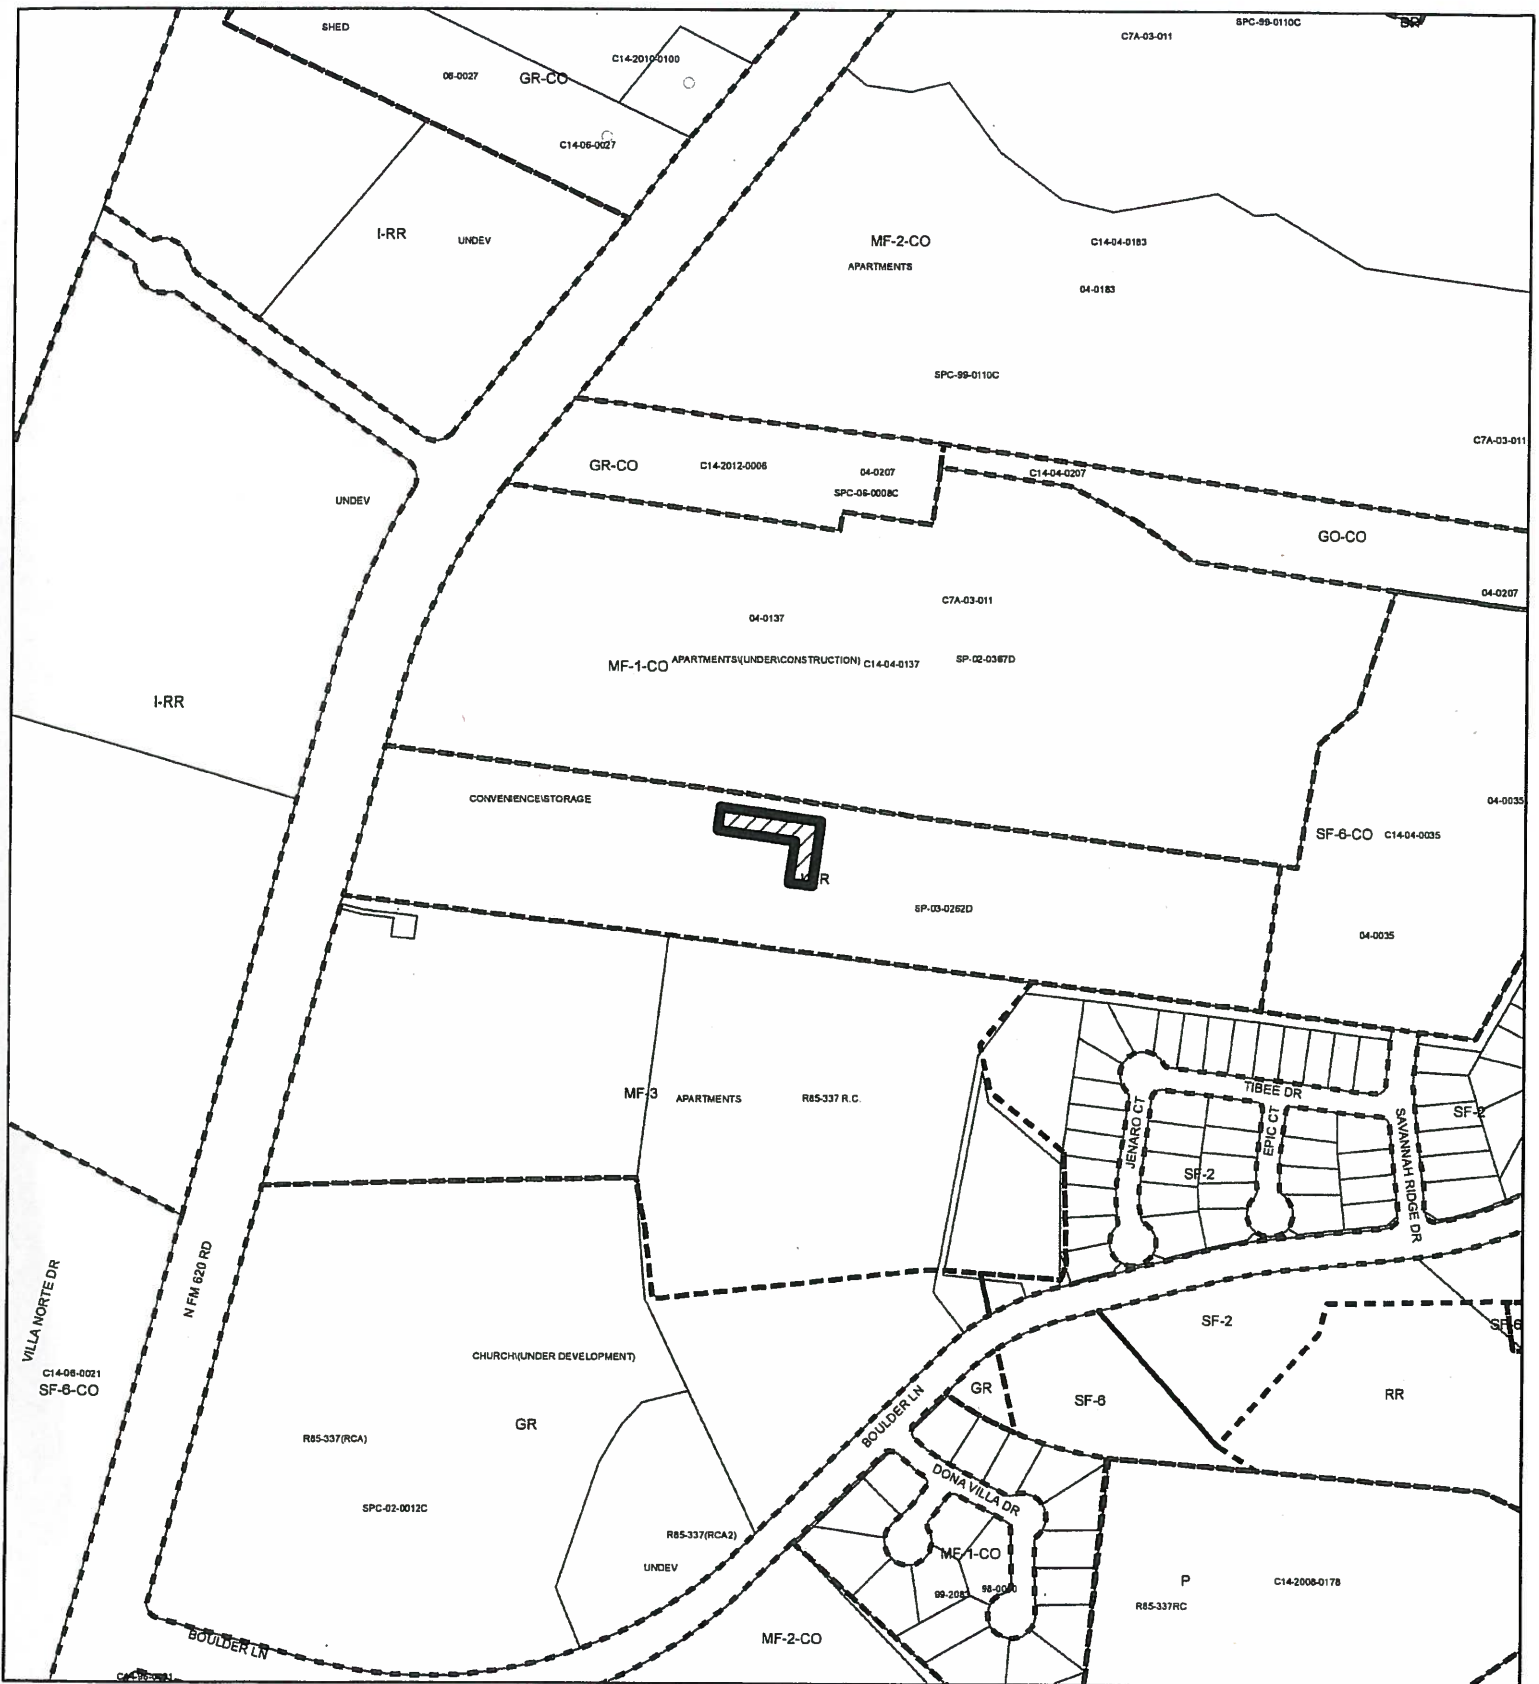 SPC-99-0110C
DR
SHED
C7A-03-011
C14-2010-0100
06-0027
GR-CO
C14-06-0027
I-RR
UNDEV
MF-2-CO
C14-04-0183
APARTMENTS
04-0183
SPC-99-0110C
C7A-03-011
GR-CO
C14-2012-0006
04-0207
C14-04-0207
SPC-06-0008C
UNDEV
GO-CO
04-0207
C7A-03-011
04-0137
MF-1-CO
APARTMENTS\(UNDER\CONSTRUCTION)
C14-04-0137
SP-02-0367D
I-RR
CONVENIENCE\STORAGE
04-0035
SF-6-CO
C14-04-0035
SP-03-0262D
04-0035
MF-3
APARTMENTS
R85-337 R.C.
TIBEE DR
JENARO CT
EPIC CT
SAVANNAH RIDGE DR
SF-2
SF-2
N FM 620 RD
VILLA NORTE DR
SF-2
SF-6
CHURCH\(UNDER DEVELOPMENT)
C14-06-0021
SF-6-CO
GR
SF-6
RR
GR
BOULDER LN
R85-337(RCA)
DONA VILLA DR
SPC-02-0012C
R85-337(RCA2)
UNDEV
MF-1-CO
P
C14-2008-0178
R85-337RC
MF-2-CO
BOULDER LN